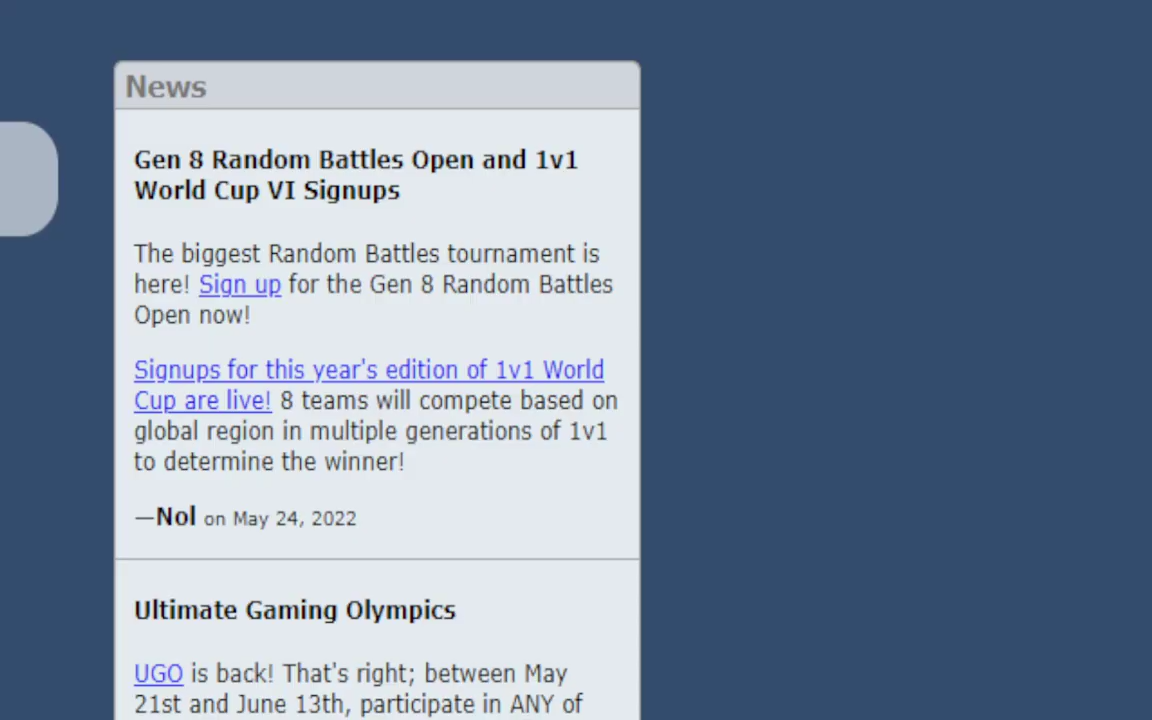 News
Gen 8 Random Battles Open and 1v1
World Cup VI Signups
The biggest Random Battles tournament is
here! Sign up for the Gen 8 Random Battles
Open now!
Signups for this year's edition of 1v1 World
Cup are live! 8 teams will compete based on
global region in multiple generations of 1v1
to determine the winner!
—Nol on May 24, 2022
Ultimate Gaming Olympics
UGO is back! That's right; between May
21st and June 13th, participate in ANY of